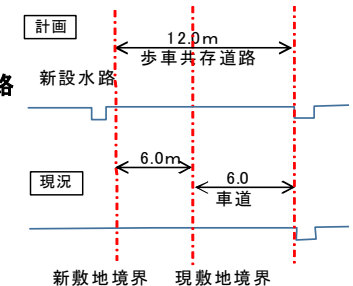 計画
12.0m
歩車共存道路
路
新設水路
6.0m
現況
6.0
車道
新敷地境界 現敷地境界